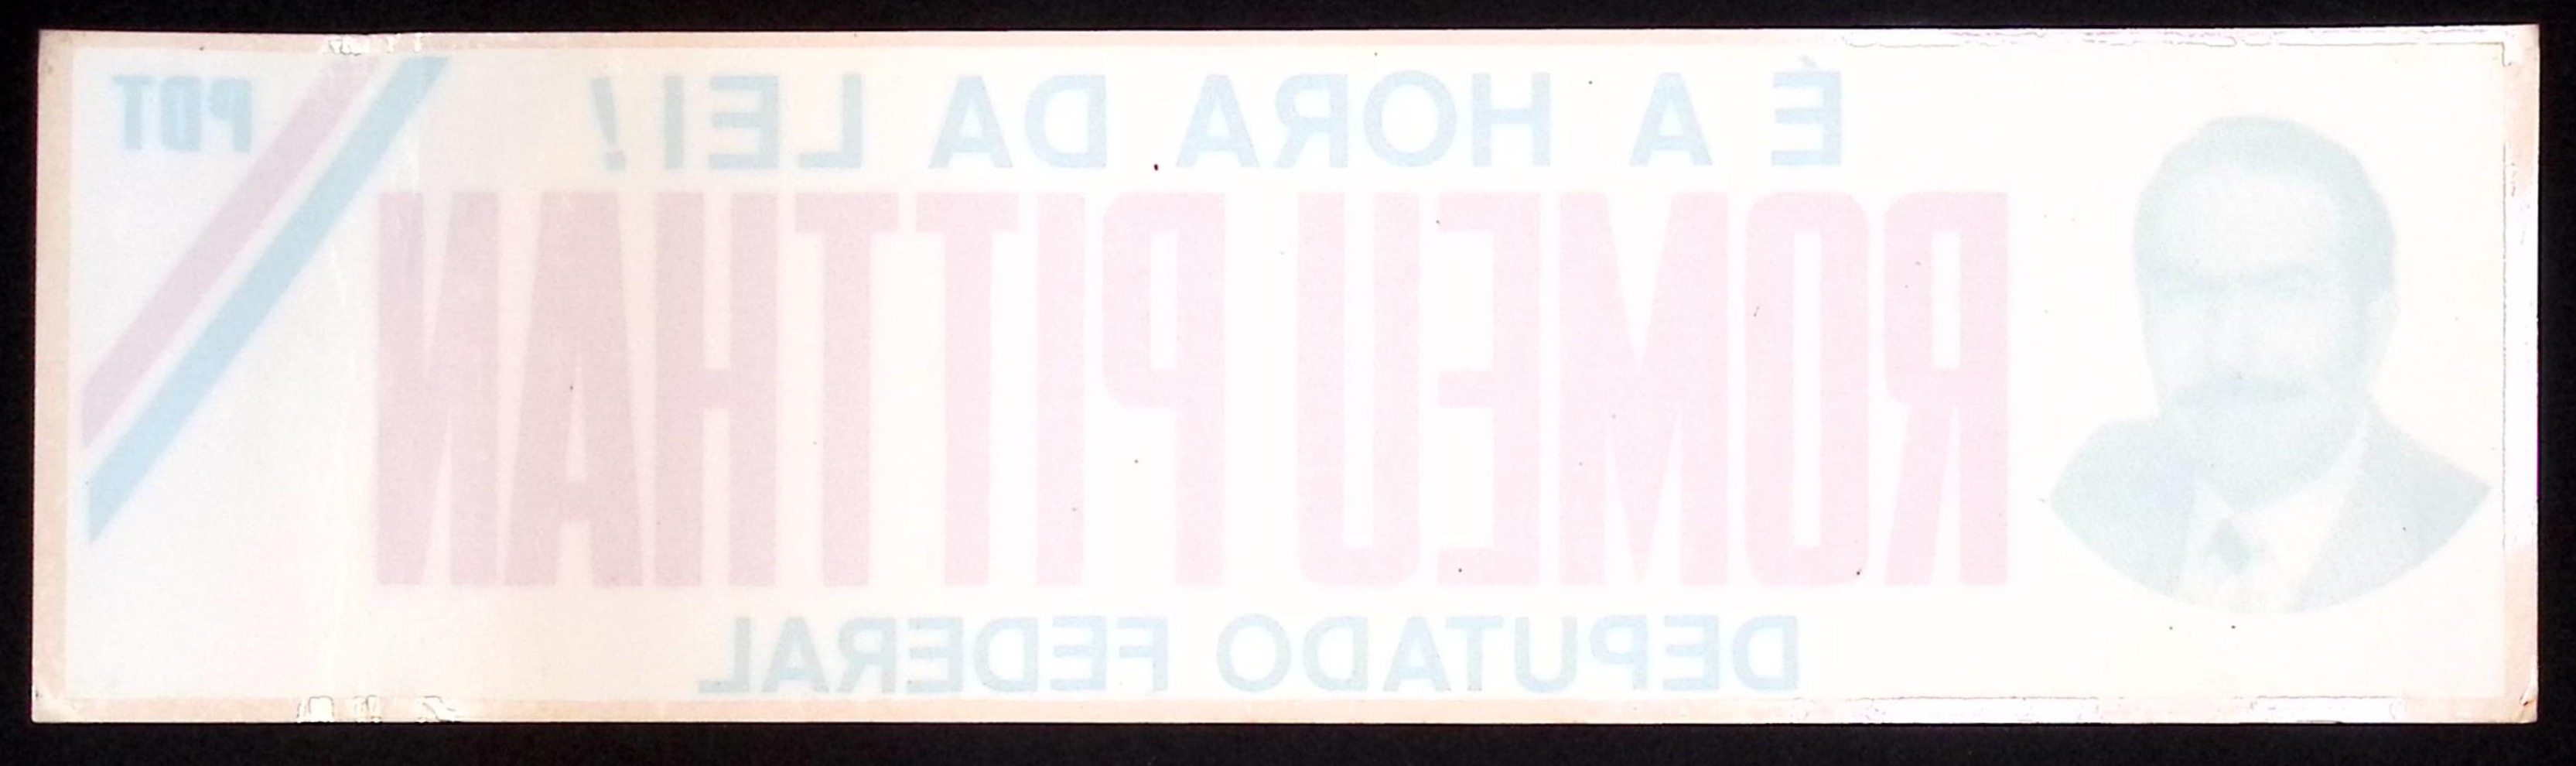 É A HORA DA LEI!
PDT
ROMEU PITTHAN
DEPUTADO FEDERAL